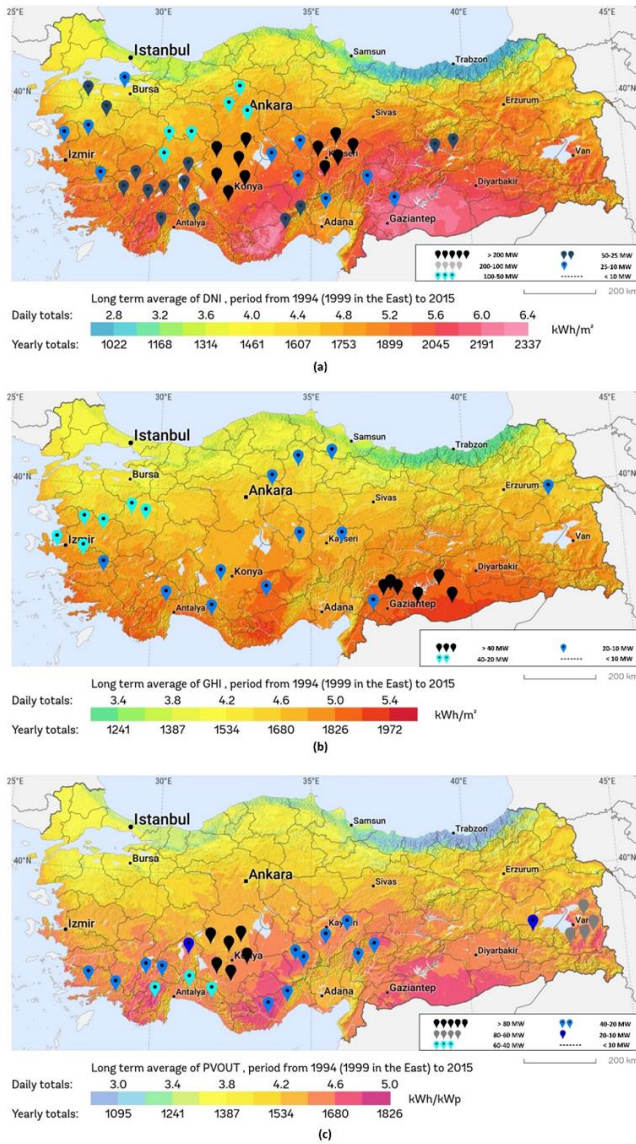 (a)
25°E 30°E 35°E 40°E 45°E
Istanbul
Samsun
Trabzon
Bursa
40°N 40°N
Ankara
Erzurum
Sivas
Izmir
Kayseri
Van
Konya
Diyarbakir
Antalya
Adana
Gaziantep
> 200 MW 50-25 MW
200-100 MW 25-10 MW
100-50 MW < 10 MW
200 km
Long term average of DNI , period from 1994 (1999 in the East) to 2015
Daily totals: 2.8 3.2 3.6 4.0 4.4 4.8 5.2 5.6 6.0 6.4
kWh/m²
Yearly totals: 1022 1168 1314 1461 1607 1753 1899 2045 2191 2337
(a)
25°E 30°E 35°E 40°E 45°E
Istanbul
Samsun
Trabzon
Bursa
40°N 40°N
Ankara
Erzurum
Sivas
Izmir
Kayseri
Van
Konya
Diyarbakir
Antalya
Adana
Gaziantep
> 40 MW 20-10 MW
40-20 MW < 10 MW
200 km
Long term average of GHI , period from 1994 (1999 in the East) to 2015
Daily totals: 3.4 3.8 4.2 4.6 5.0 5.4
kWh/m²
Yearly totals: 1241 1387 1534 1680 1826 1972
(b)
25°E 30°E 35°E 40°E 45°E
Istanbul
Samsun
Trabzon
Bursa
40°N 40°N
Ankara
Erzurum
Sivas
Izmir
Kayseri
Van
Konya
Diyarbakir
Antalya
Adana
Gaziantep
> 80 MW 40-20 MW
80-60 MW 20-10 MW
60-40 MW < 10 MW
200 km
Long term average of PVOUT , period from 1994 (1999 in the East) to 2015
Daily totals: 3.0 3.4 3.8 4.2 4.6 5.0
kWh/kWp
Yearly totals: 1095 1241 1387 1534 1680 1826
(c)